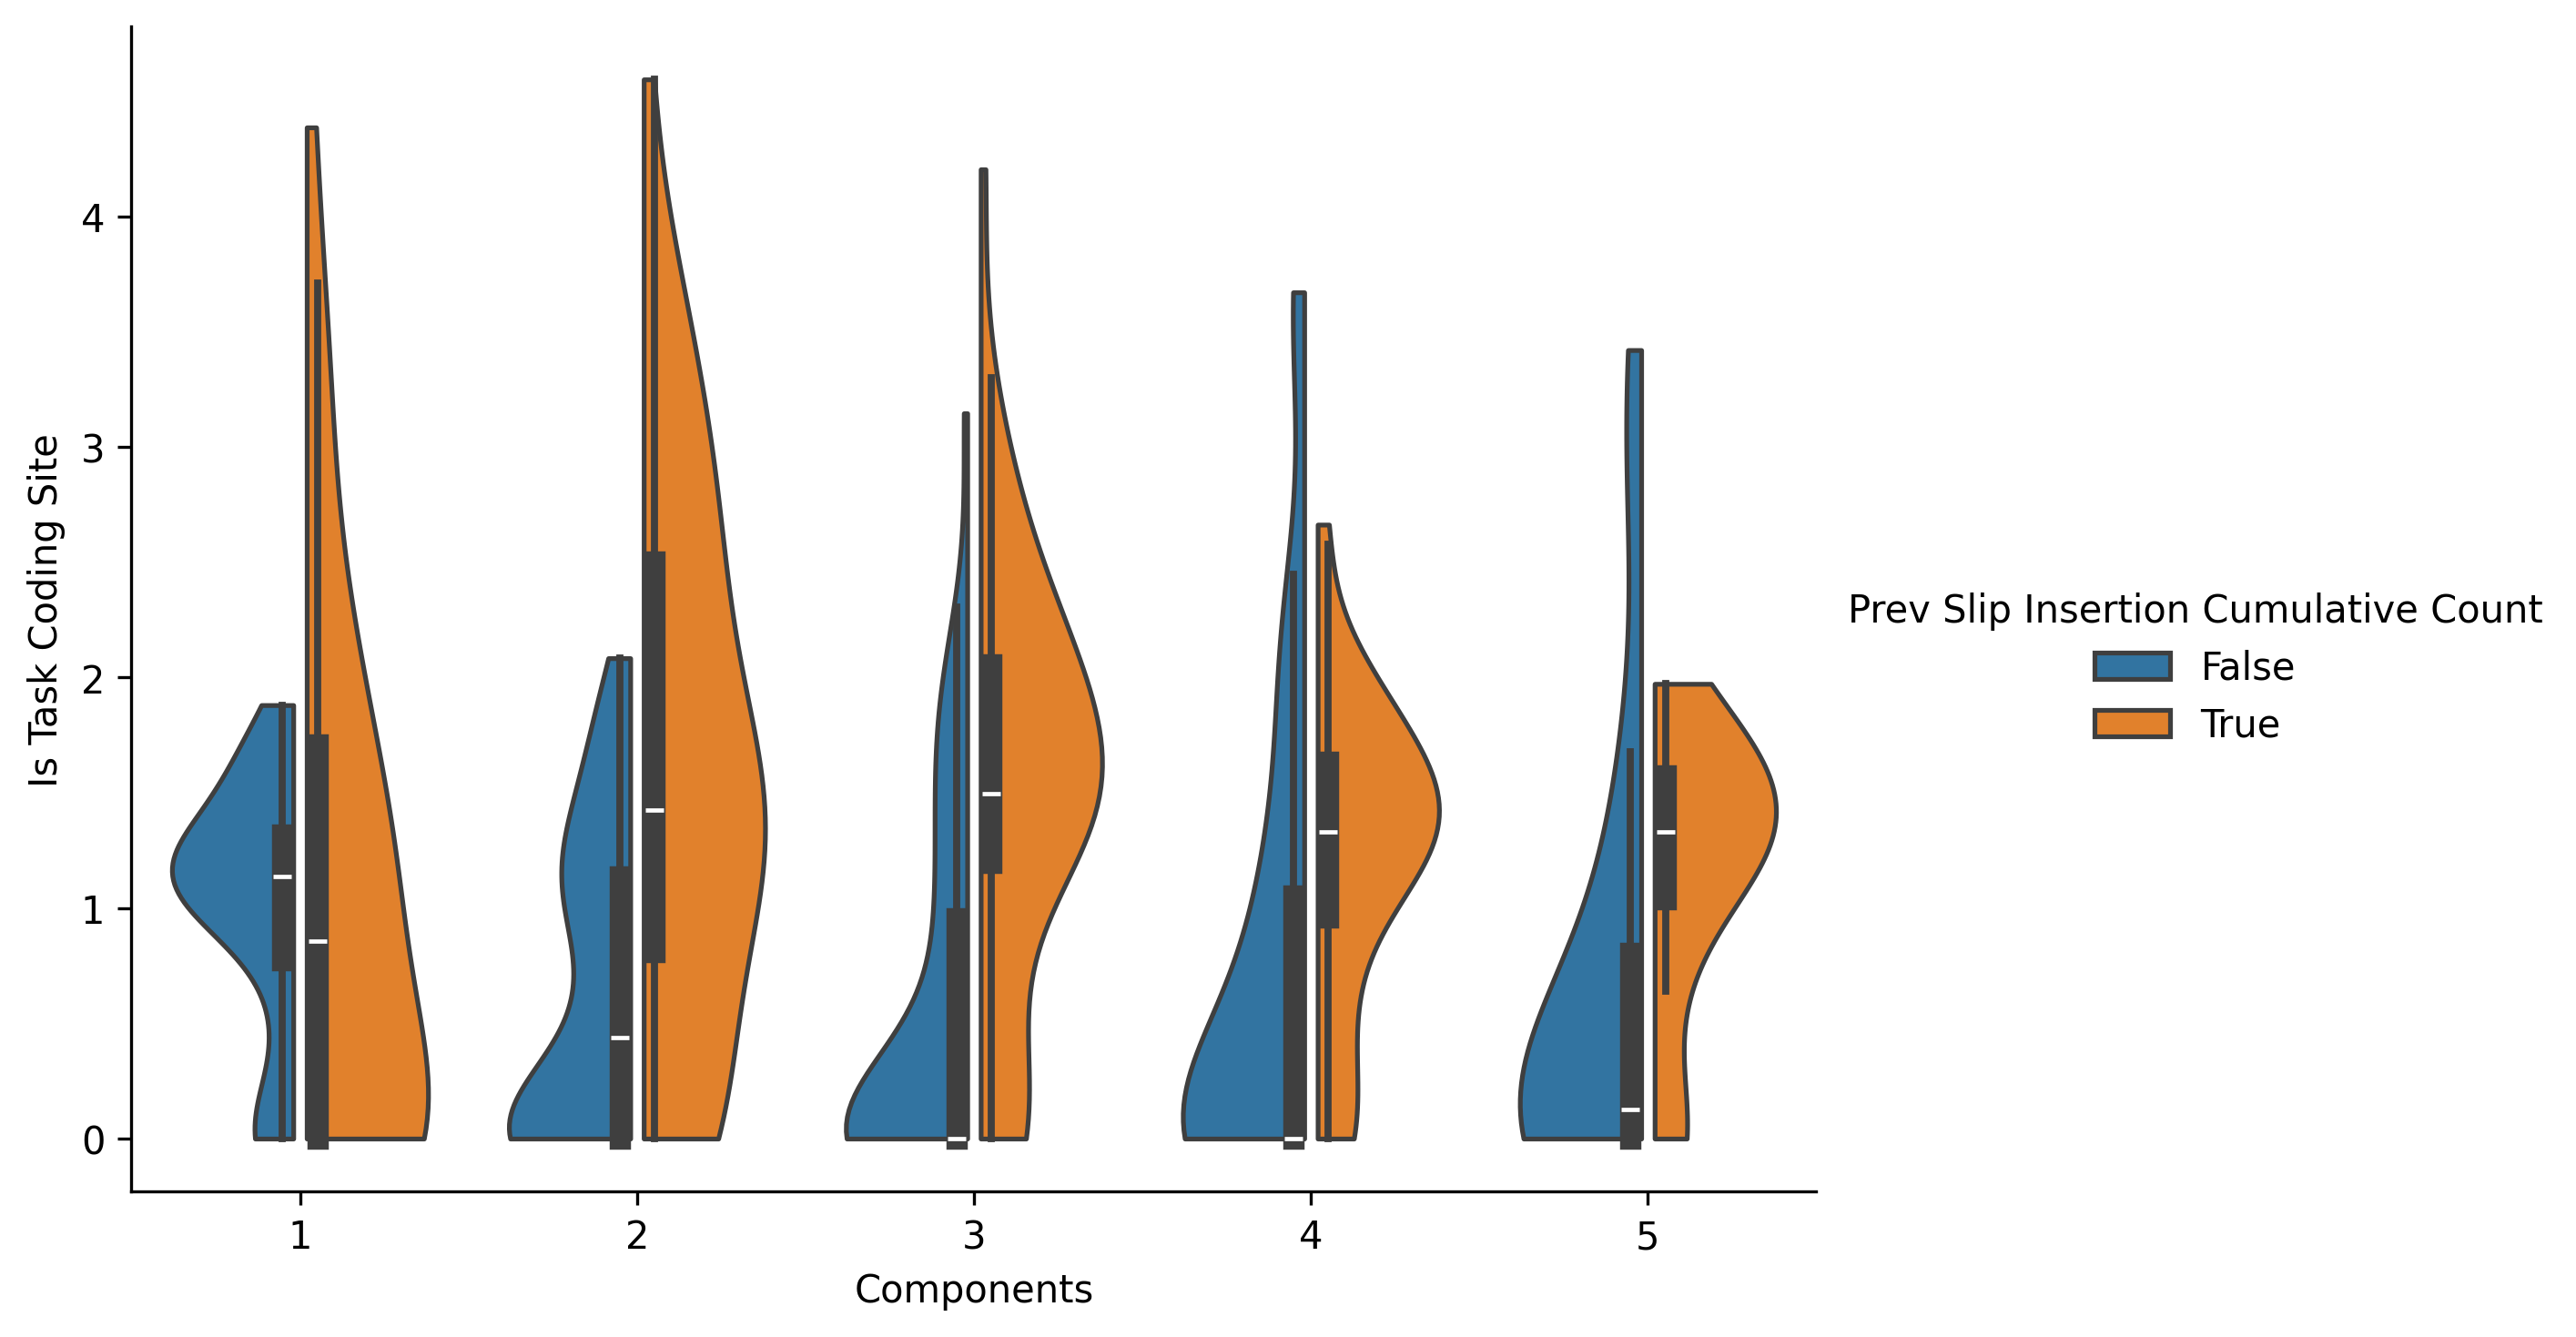 4
3
2
1
0
Is Task Coding Site
1 2 3 4 5
Components
Prev Slip Insertion Cumulative Count
False
True